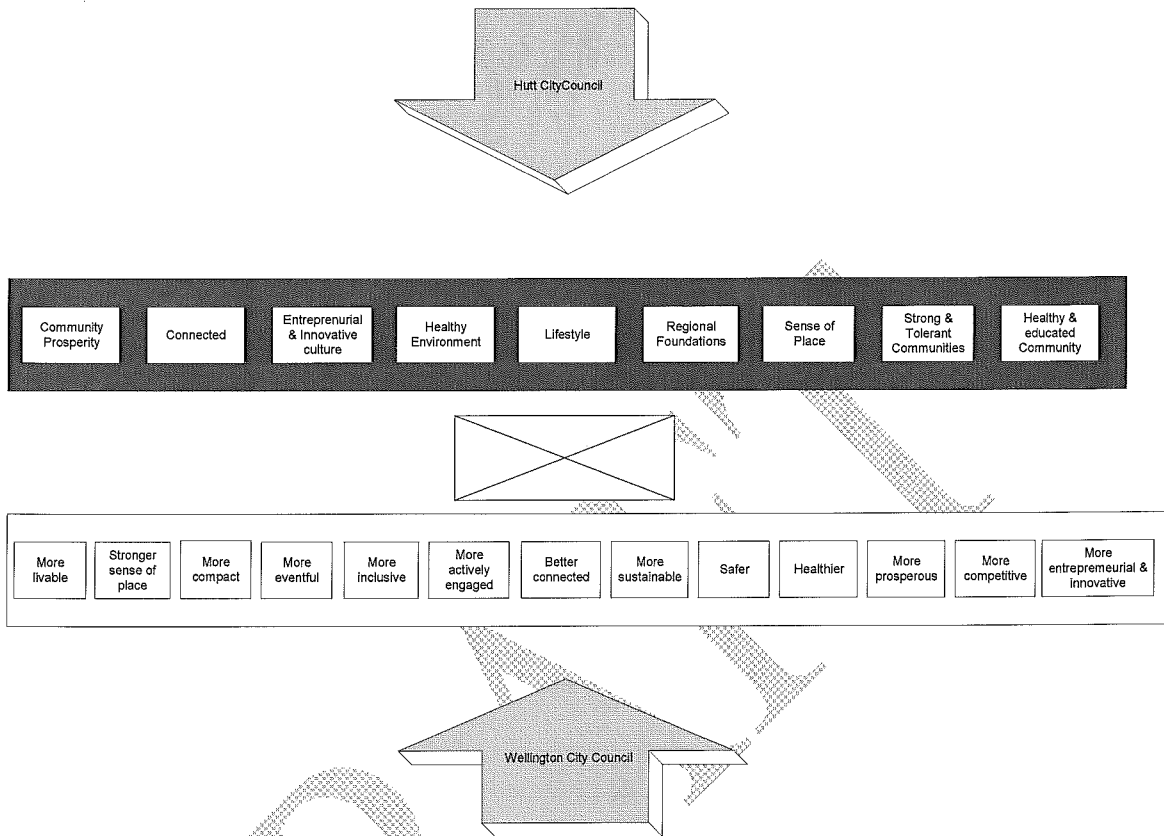 Hutt CityCouncil
Community
Prosperity
Connected
Entreprenurial
& Innovative
culture
Healthy
Environment
Lifestyle
Regional
Foundations
Sense of
Place
Strong &
Tolerant
Communities
Healthy &
educated
Community
More
livable
Stronger
sense of
place
More
compact
More
eventful
More
inclusive
More
actively
engaged
Better
connected
More
sustainable
Safer
Healthier
More
prosperous
More
competitive
More
entrepremeurial &
innovative
Wellington City Council